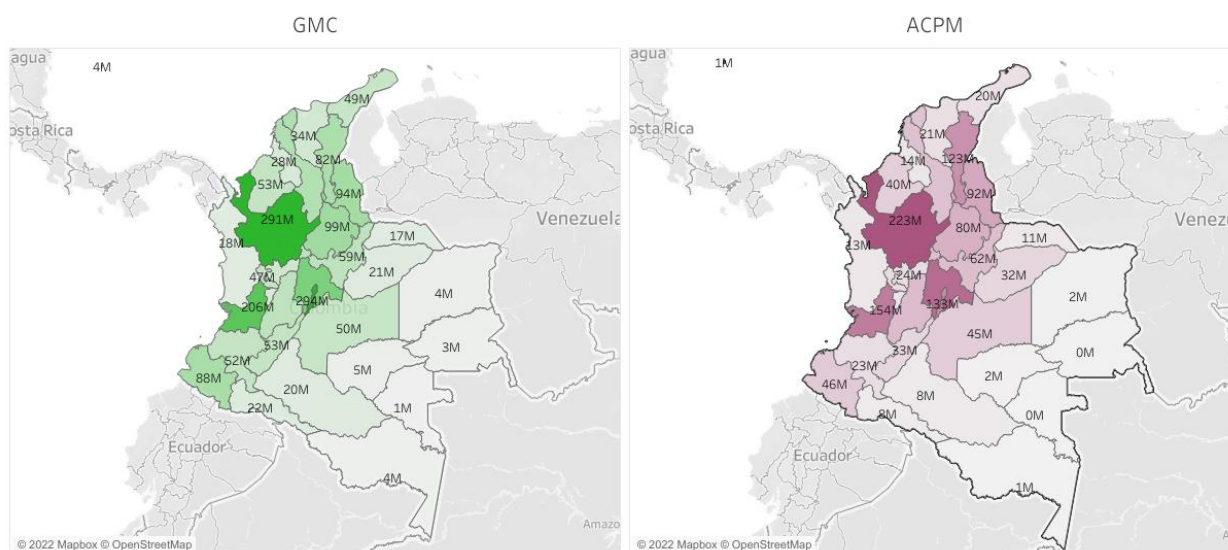 GMC
ACPM
agua
4M
49M
osta Rica
34M
28M
82M
53M
94M
Venezuela
291M
99M
18M
17M
59M
21M
47M
206M
294M
4M
Colombia
50M
53M
3M
52M
5M
88M
20M
22M
1M
Ecuador
4M
Amazo
© 2022 Mapbox © OpenStreetMap
agua
1M
20M
osta Rica
21M
14M
123M
40M
92M
Venezu
223M
80M
13M
11M
62M
32M
24M
154M
133M
2M
45M
33M
0M
23M
2M
46M
8M
8M
0M
Ecuador
1M
© 2022 Mapbox © OpenStreetMap